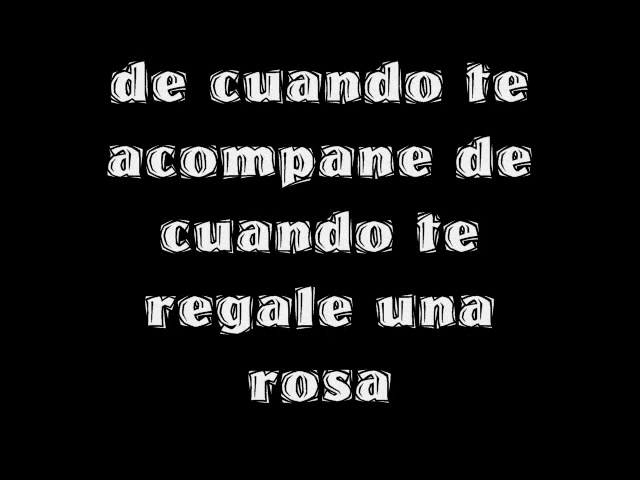 de cuando te
acompane de
cuando te
regale una
rosa